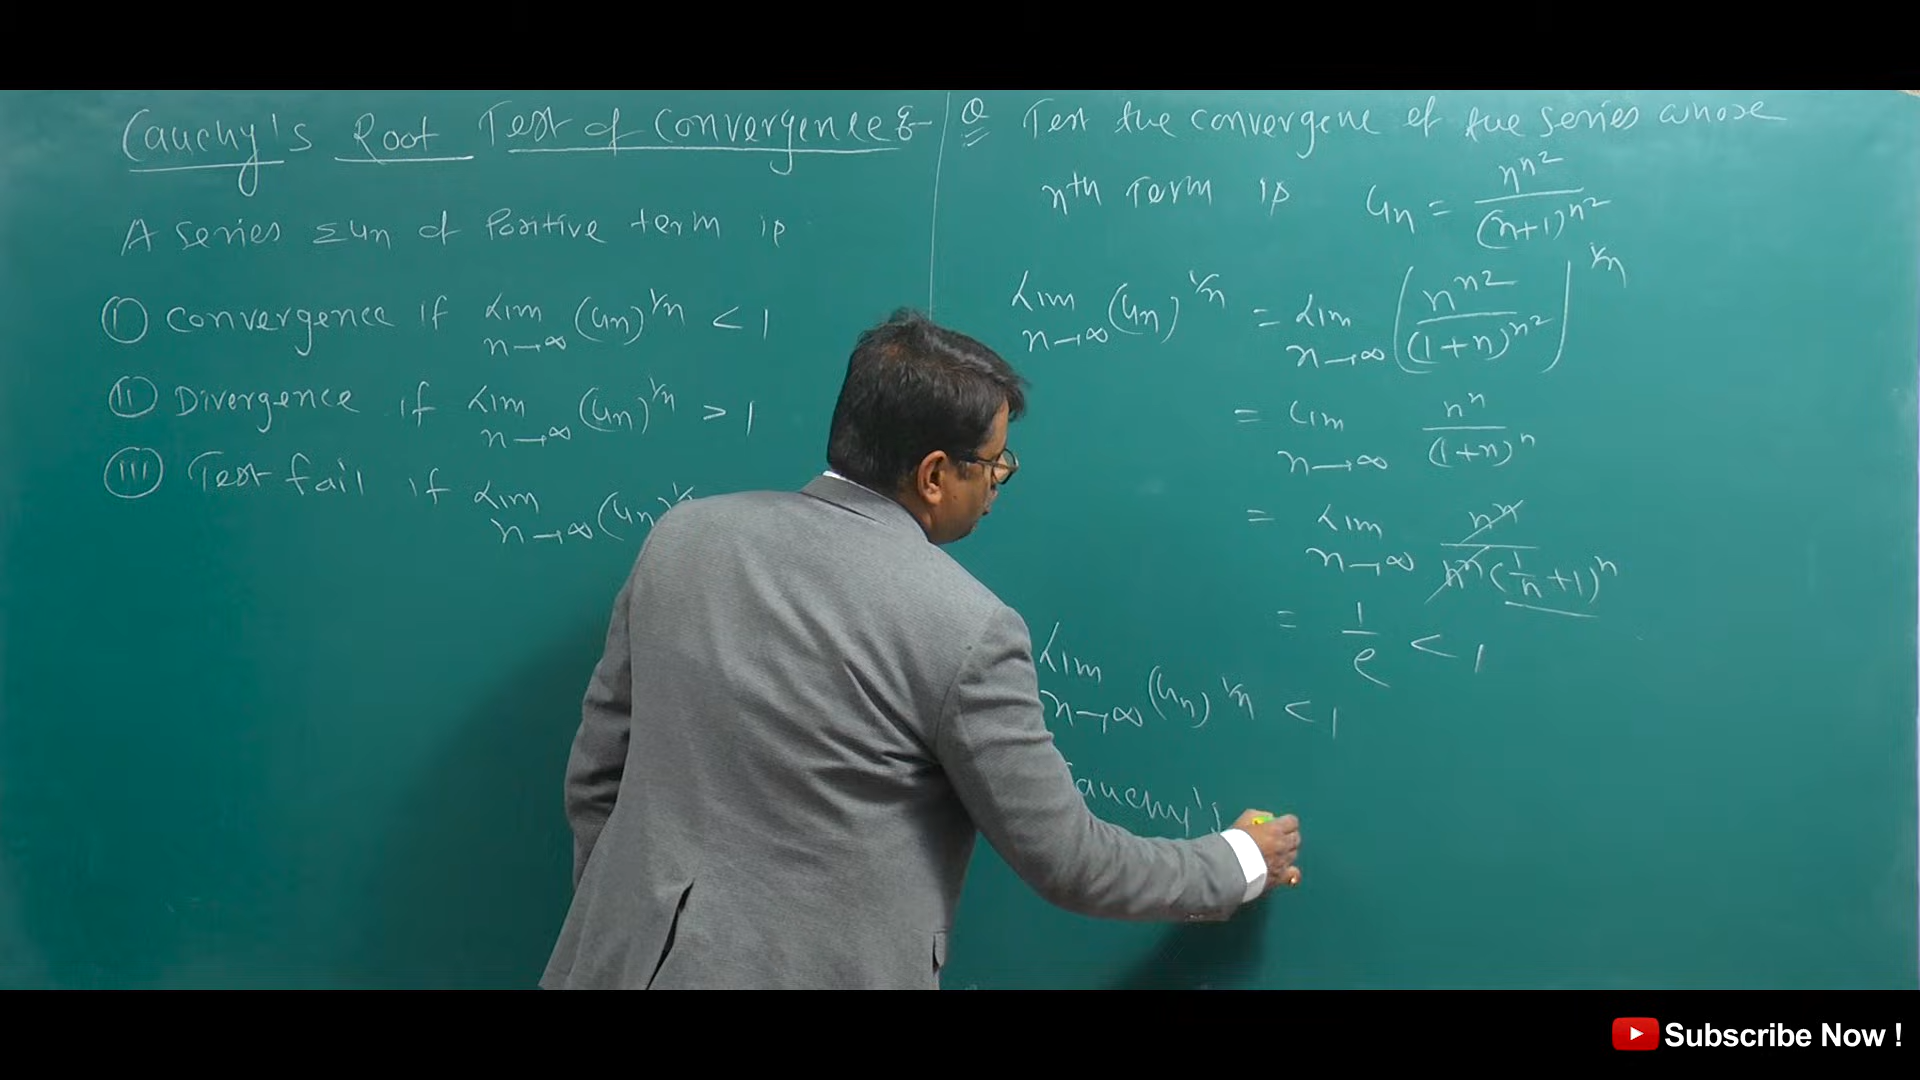 Cauchy's Root Test of Convergence :-
A series Σun of Positive term is
(I) Convergence if Lim n→∞ (un)^1/n < 1
(II) Divergence if Lim n→∞ (un)^1/n > 1
(III) Test fail if Lim n→∞ (un)
Q Test the convergence of the series whose
nth Term is un = n^n² / (n+1)^n²
Lim n→∞ (un)^1/n = Lim n→∞ (n^n² / (1+n)^n²)^1/n
= Lim n→∞ n^n / (1+n)^n
= Lim n→∞ n^n / n^n (1/n + 1)^n
= 1/e < 1
Lim n→∞ (un)^1/n < 1
Cauchy's
Subscribe Now !